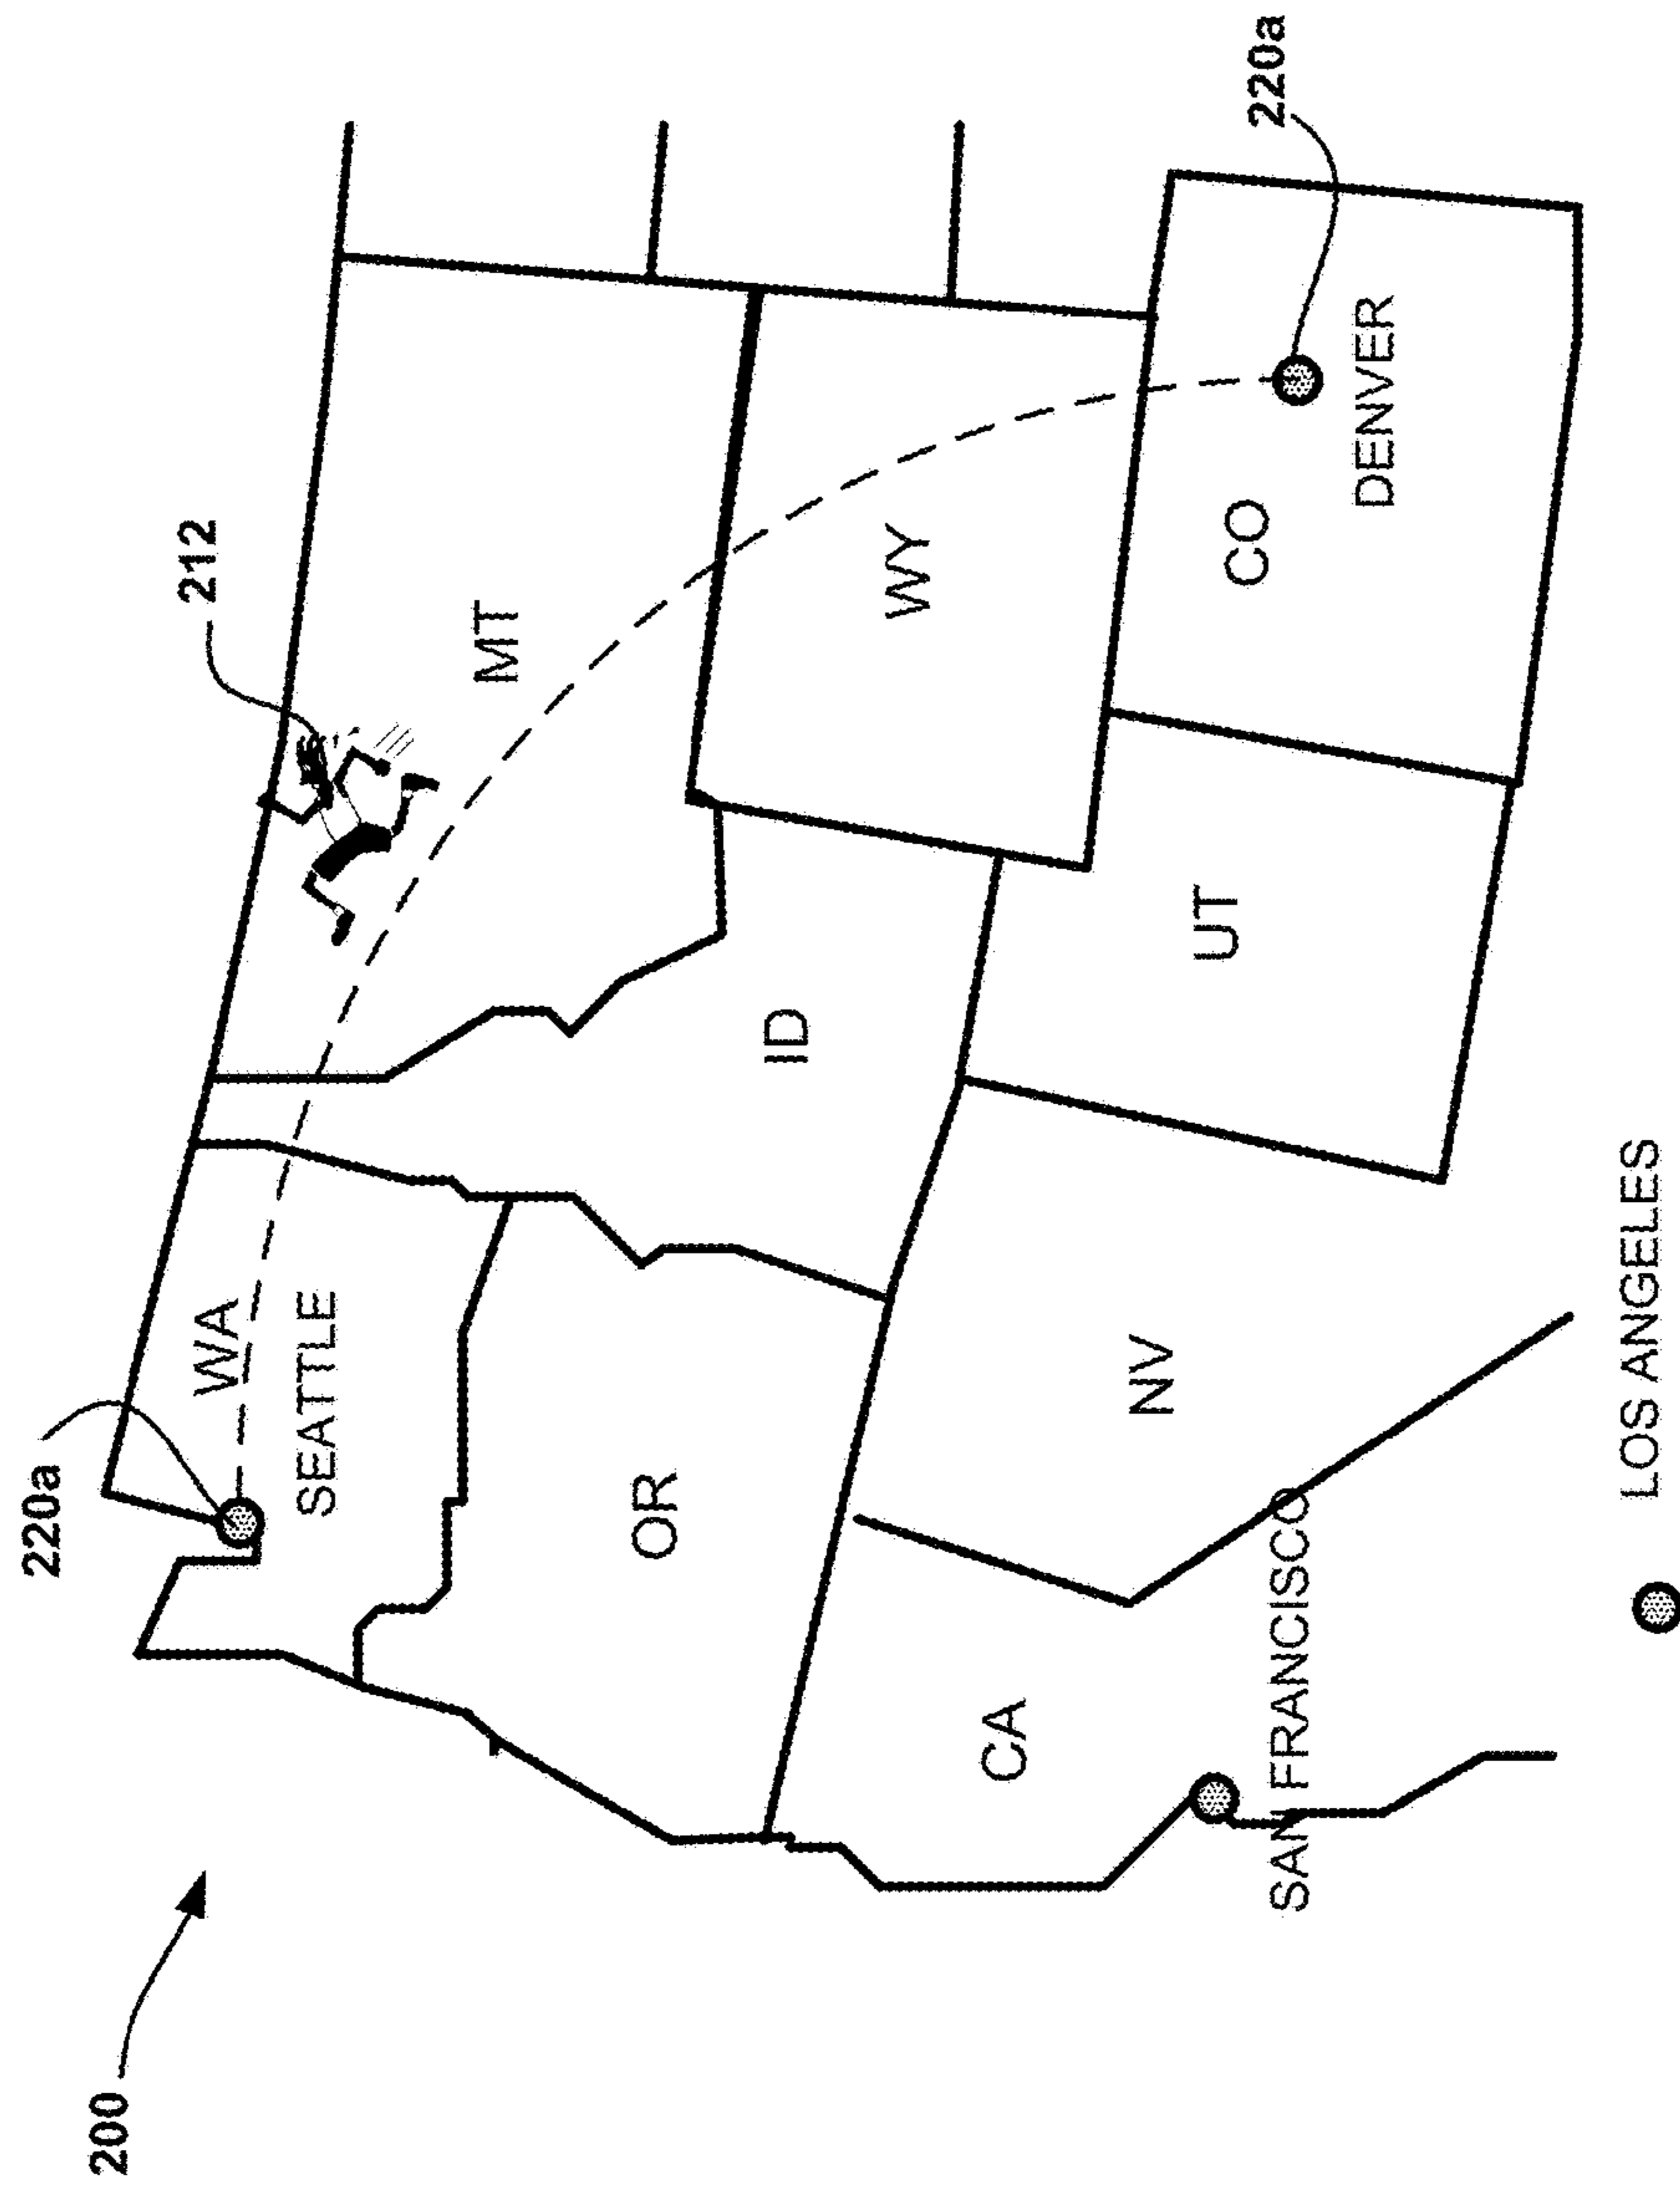 200
220a
212
WA
SEATTLE
MT
OR
ID
WY
220a
CA
NV
UT
CO
SAN FRANCISCO
DENVER
LOS ANGELES